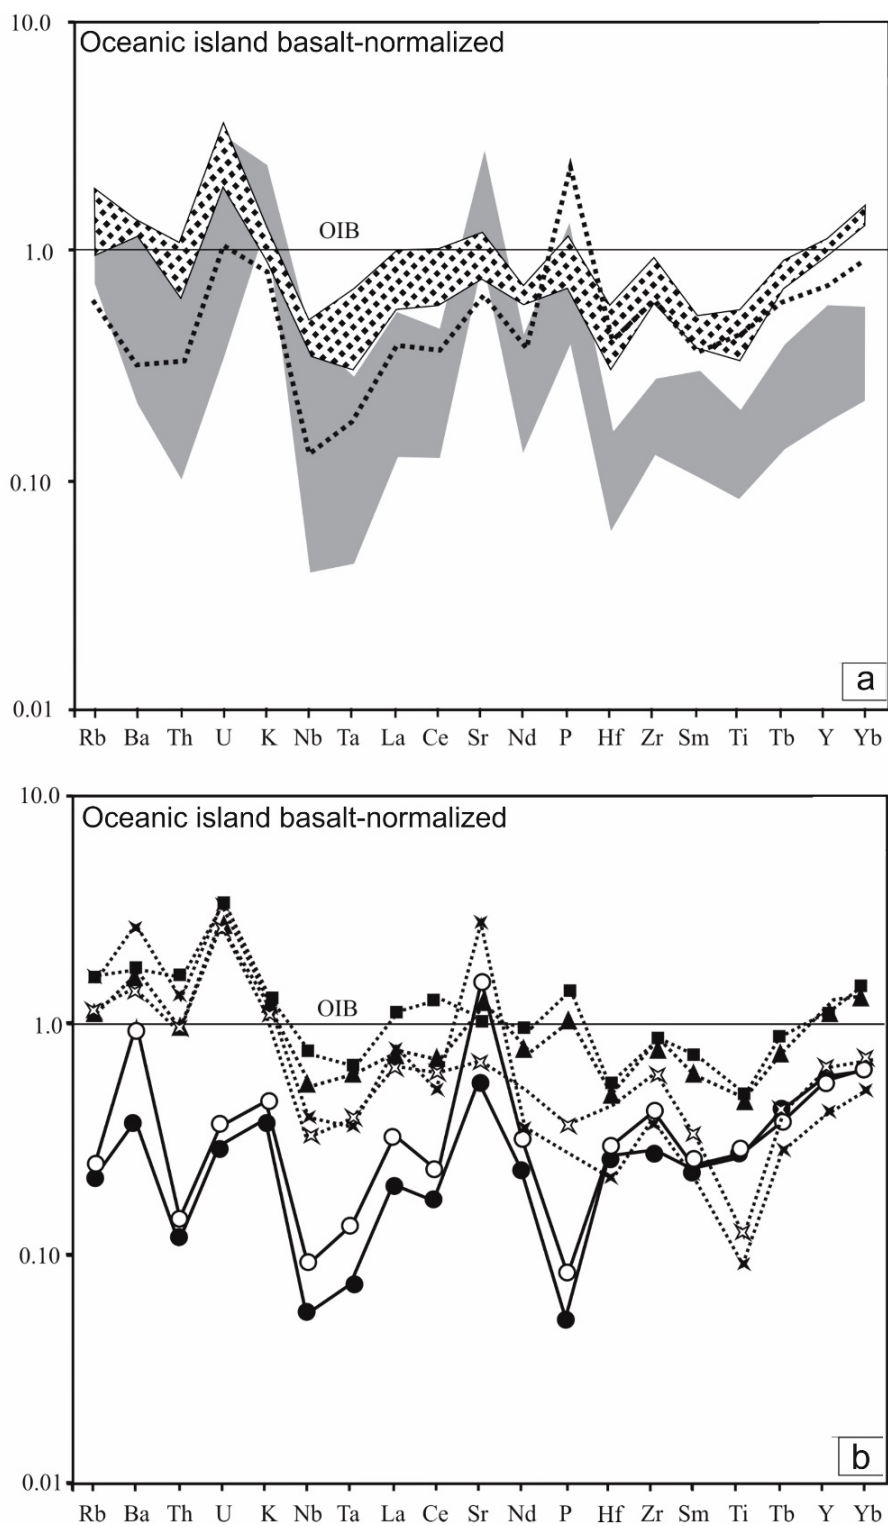 10.0
Oceanic island basalt-normalized
OIB
1.0
0.10
a
0.01
Rb Ba Th U K Nb Ta La Ce Sr Nd P Hf Zr Sm Ti Tb Y Yb
10.0
Oceanic island basalt-normalized
OIB
1.0
0.10
b
0.01
Rb Ba Th U K Nb Ta La Ce Sr Nd P Hf Zr Sm Ti Tb Y Yb